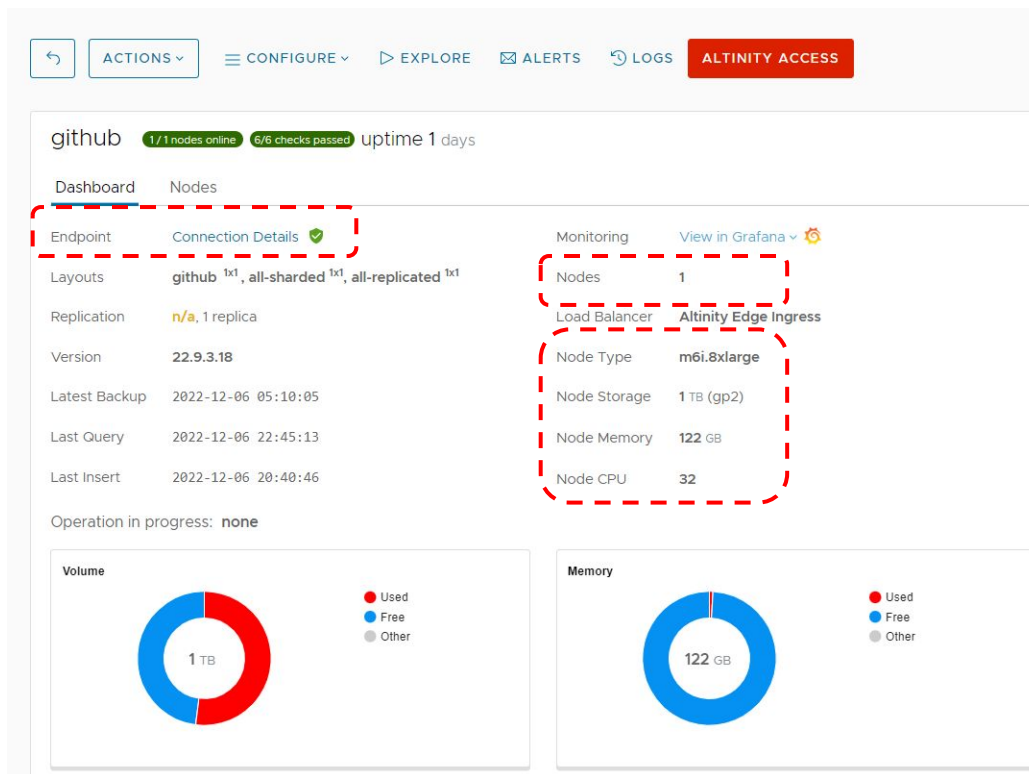 ACTIONS CONFIGURE EXPLORE ALERTS LOGS ALTINITY ACCESS
github 1/1 nodes online 6/6 checks passed uptime 1 days
Dashboard Nodes
Endpoint Connection Details
Layouts github 1x1, all-sharded 1x1, all-replicated 1x1
Replication n/a, 1 replica
Version 22.9.3.18
Latest Backup 2022-12-06 05:10:05
Last Query 2022-12-06 22:45:13
Last Insert 2022-12-06 20:40:46
Monitoring View in Grafana
Nodes 1
Load Balancer Altinity Edge Ingress
Node Type m6i.8xlarge
Node Storage 1 TB (gp2)
Node Memory 122 GB
Node CPU 32
Operation in progress: none
Volume
Used
Free
Other
1 TB
Memory
Used
Free
Other
122 GB